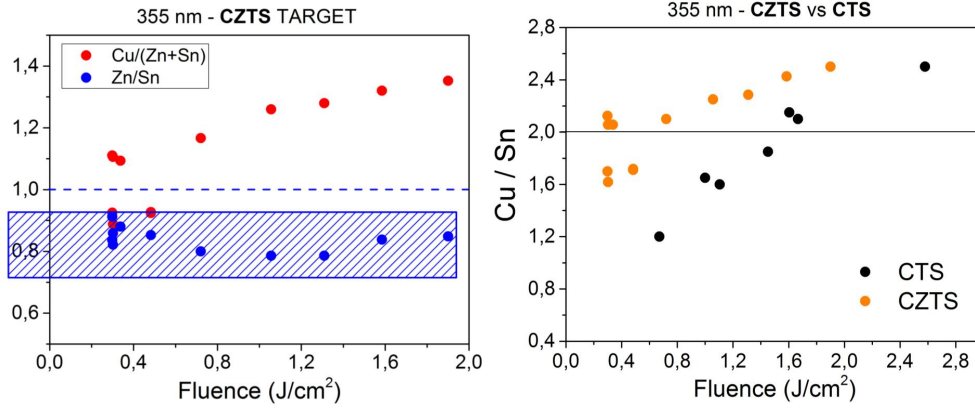 355 nm - CZTS TARGET
1,4
1,2
1,0
0,8
0,6
Cu/(Zn+Sn)
Zn/Sn
0,0 0,4 0,8 1,2 1,6 2,0
Fluence (J/cm²)
355 nm - CZTS vs CTS
Cu / Sn
2,8
2,4
2,0
1,6
1,2
0,8
0,4
CTS
CZTS
0,0 0,4 0,8 1,2 1,6 2,0 2,4 2,8
Fluence (J/cm²)